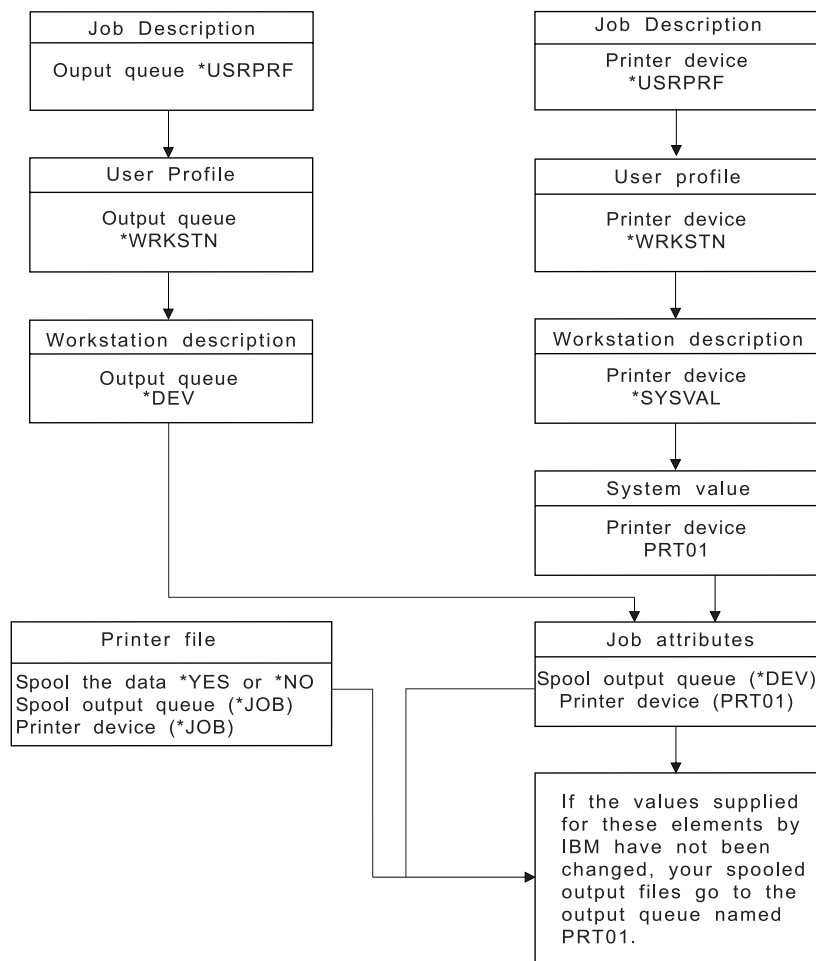 Job Description
Ouput queue *USRPRF
User Profile
Output queue
*WRKSTN
Workstation description
Output queue
*DEV
Job Description
Printer device
*USRPRF
User profile
Printer device
*WRKSTN
Workstation description
Printer device
*SYSVAL
System value
Printer device
PRT01
Printer file
Spool the data *YES or *NO
Spool output queue (*JOB)
Printer device (*JOB)
Job attributes
Spool output queue (*DEV)
Printer device (PRT01)
If the values supplied
for these elements by
IBM have not been
changed, your spooled
output files go to the
output queue named
PRT01.